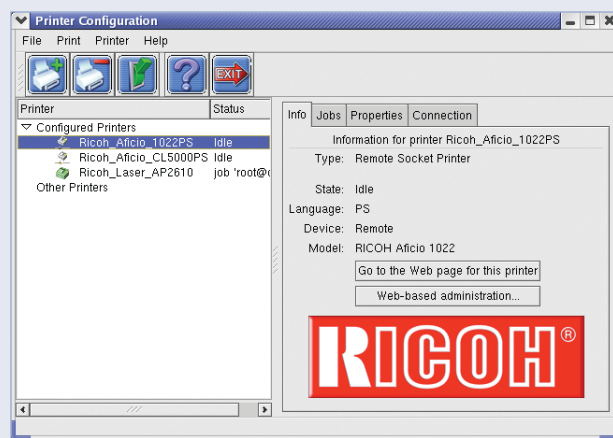 Printer Configuration
File Print Printer Help
EXIT
Printer Status
Configured Printers
Ricoh_Aficio_1022PS Idle
Ricoh_Aficio_CL5000PS Idle
Ricoh_Laser_AP2610 job 'root@
Other Printers
Info Jobs Properties Connection
Information for printer Ricoh_Aficio_1022PS
Type: Remote Socket Printer
State: Idle
Language: PS
Device: Remote
Model: RICOH Aficio 1022
Go to the Web page for this printer
Web-based administration...
RICOH®